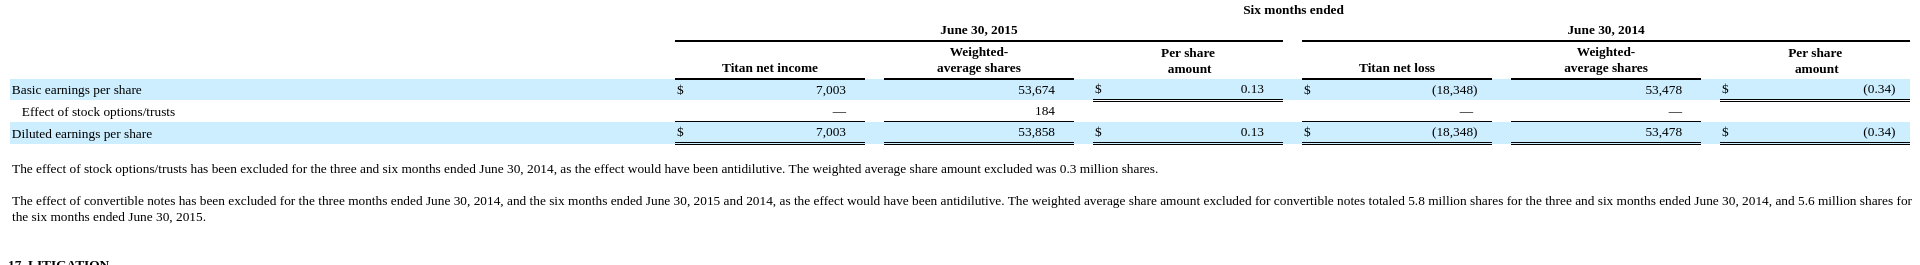 Six months ended
June 30, 2015 June 30, 2014
Titan net income Weighted-average shares Per share amount Titan net loss Weighted-average shares Per share amount
Basic earnings per share $ 7,003 53,674 $ 0.13 $ (18,348) 53,478 $ (0.34)
Effect of stock options/trusts — 184 — —
Diluted earnings per share $ 7,003 53,858 $ 0.13 $ (18,348) 53,478 $ (0.34)
The effect of stock options/trusts has been excluded for the three and six months ended June 30, 2014, as the effect would have been antidilutive. The weighted average share amount excluded was 0.3 million shares.
The effect of convertible notes has been excluded for the three months ended June 30, 2014, and the six months ended June 30, 2015 and 2014, as the effect would have been antidilutive. The weighted average share amount excluded for convertible notes totaled 5.8 million shares for the three and six months ended June 30, 2014, and 5.6 million shares for
the six months ended June 30, 2015.
17. LITIGATION